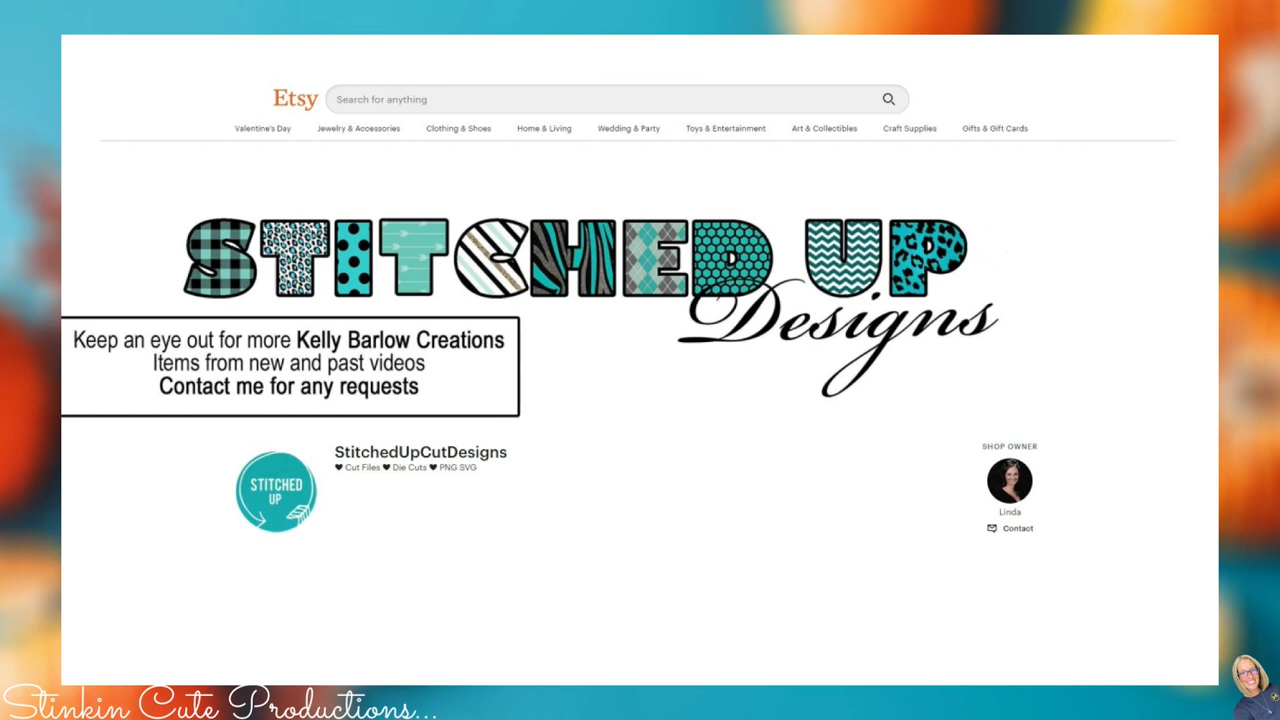 Etsy
Search for anything
Valentine's Day Jewelry & Accessories Clothing & Shoes Home & Living Wedding & Party Toys & Entertainment Art & Collectibles Craft Supplies Gifts & Gift Cards
STITCHED UP
Designs
Keep an eye out for more Kelly Barlow Creations
Items from new and past videos
Contact me for any requests
StitchedUpCutDesigns
♥ Cut Files ♥ Die Cuts ♥ PNG SVG
STITCHED
UP
SHOP OWNER
Linda
Contact
Stinkin Cute Productions...